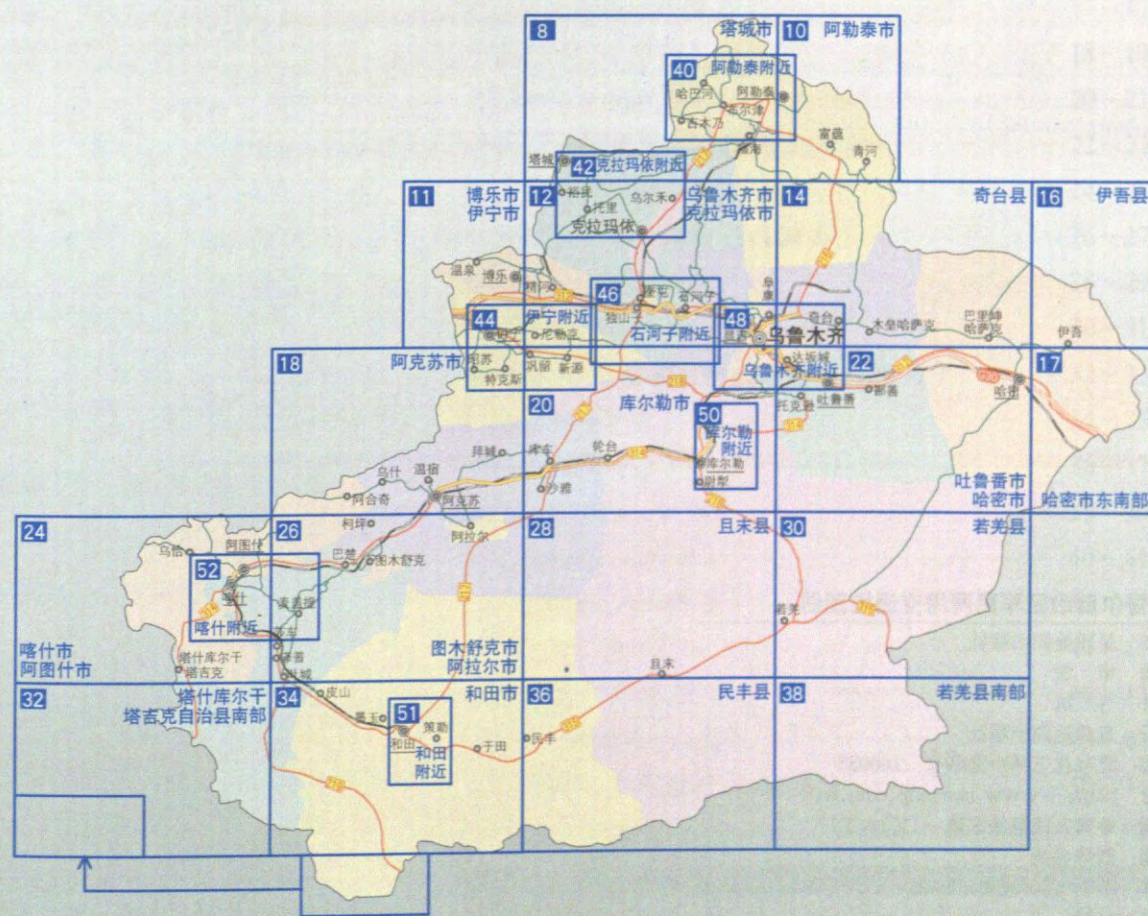 8
塔城市
10
阿勒泰市
40
阿勒泰附近
哈巴河
阿勒泰
布尔津
吉木乃
福海
富蕴
青河
塔城
42
克拉玛依附近
裕民
乌尔禾
托里
克拉玛依
11
博乐市
伊宁市
12
乌鲁木齐市
克拉玛依市
14
奇台县
16
伊吾县
温泉
博乐
精河
46
独山子
石河子
石河子附近
阜康
44
伊宁附近
尼勒克
昭苏
特克斯
巩留
新源
48
奇台
乌鲁木齐
达坂城
乌鲁木齐附近
木垒哈萨克
巴里坤
哈萨克
伊吾
18
阿克苏市
20
库尔勒市
22
托克逊
吐鲁番
鄯善
哈密
17
50
库尔勒
附近
库尔勒
尉犁
拜城
库车
轮台
沙雅
乌什
温宿
阿合奇
阿克苏
柯坪
阿拉尔
吐鲁番市
哈密市
哈密市东南部
24
26
28
且末县
30
若羌县
乌恰
阿图什
巴楚
图木舒克
52
喀什附近
麦盖提
莎车
泽普
叶城
塔什库尔干
塔吉克
喀什市
阿图什市
图木舒克市
阿拉尔市
若羌
且末
32
塔什库尔干
塔吉克自治县南部
34
和田市
36
民丰县
38
若羌县南部
皮山
墨玉
51
策勒
和田
和田
附近
于田
民丰